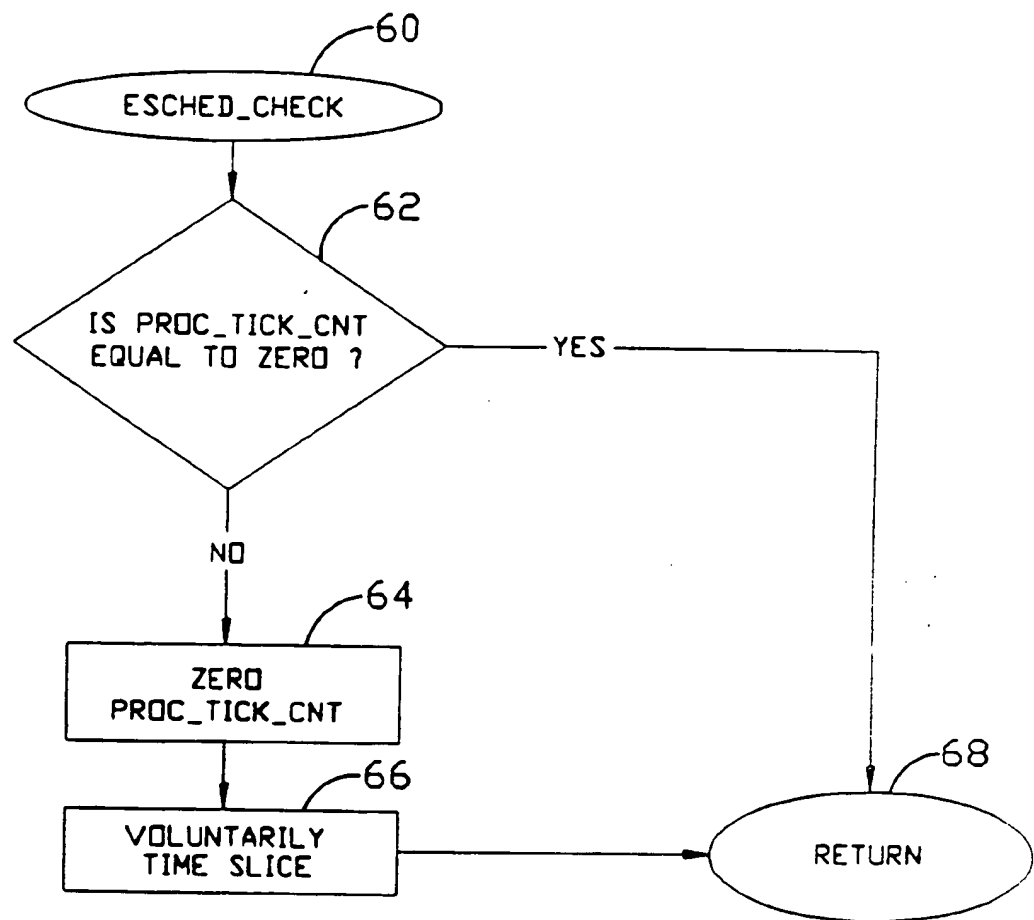 60
ESCHED_CHECK
62
IS PROC_TICK_CNT
EQUAL TO ZERO ?
YES
NO
64
ZERO
PROC_TICK_CNT
66
VOLUNTARILY
TIME SLICE
68
RETURN